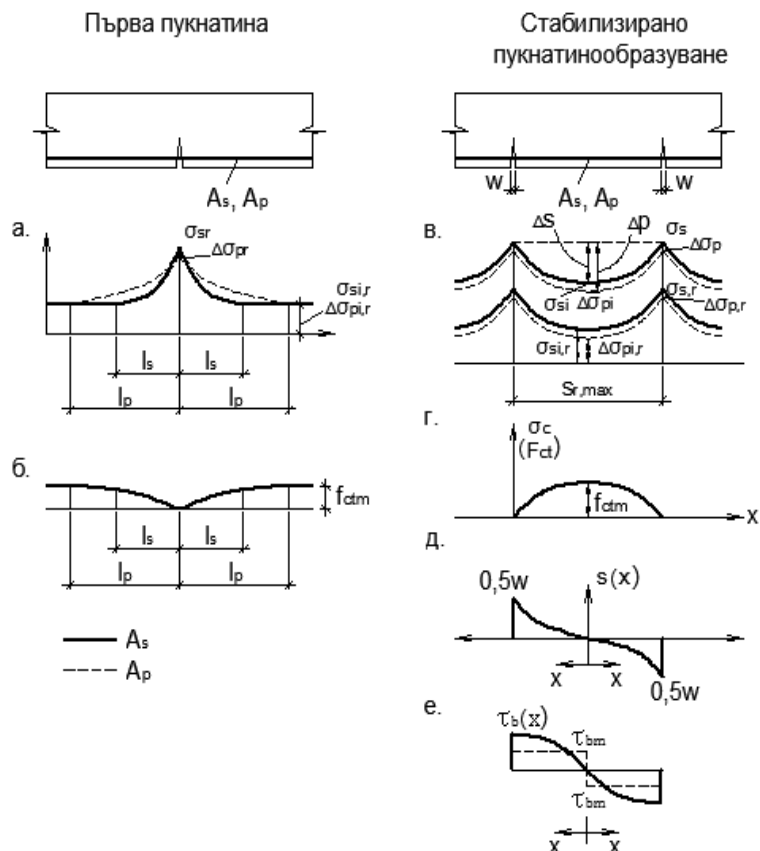 Първа пукнатина
Стабилизирано
пукнатинообразуване
As, Ap
w
As, Ap
w
а.
σsr
Δσpr
σsi,r
Δσpi,r
ls
ls
lp
lp
б.
fctm
ls
ls
lp
lp
As
Ap
в.
Δs
Δp
σs
Δσp
σsi
Δσpi
σs,r
Δσp,r
σsi,r
Δσpi,r
Sr,max
г.
σc
(Fct)
fctm
x
д.
0,5w
s(x)
x
x
0,5w
е.
τb(x)
τbm
τbm
x
x